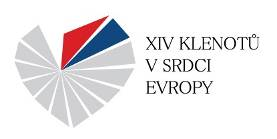 XIV KLENOTŮ
V SRDCI
EVROPY